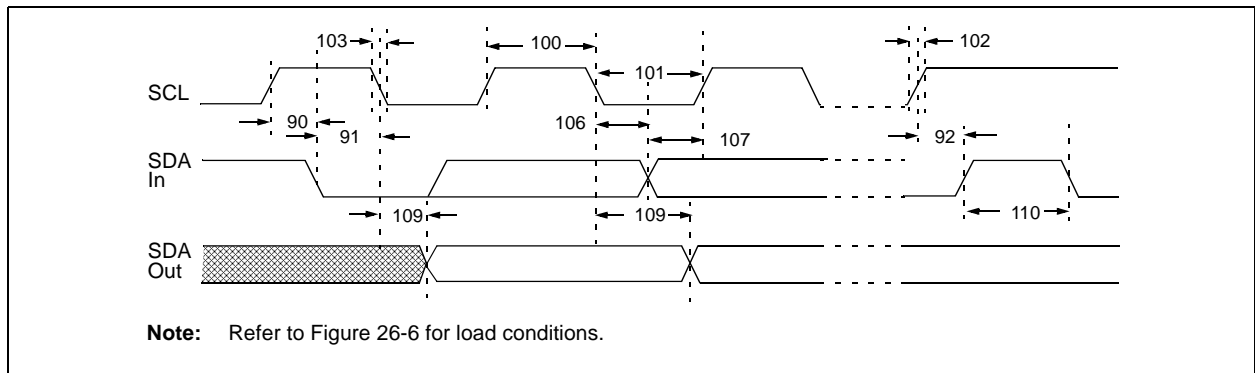 103
100
102
101
SCL
90
91
106
107
92
SDA
In
109
109
110
SDA
Out
Note: Refer to Figure 26-6 for load conditions.